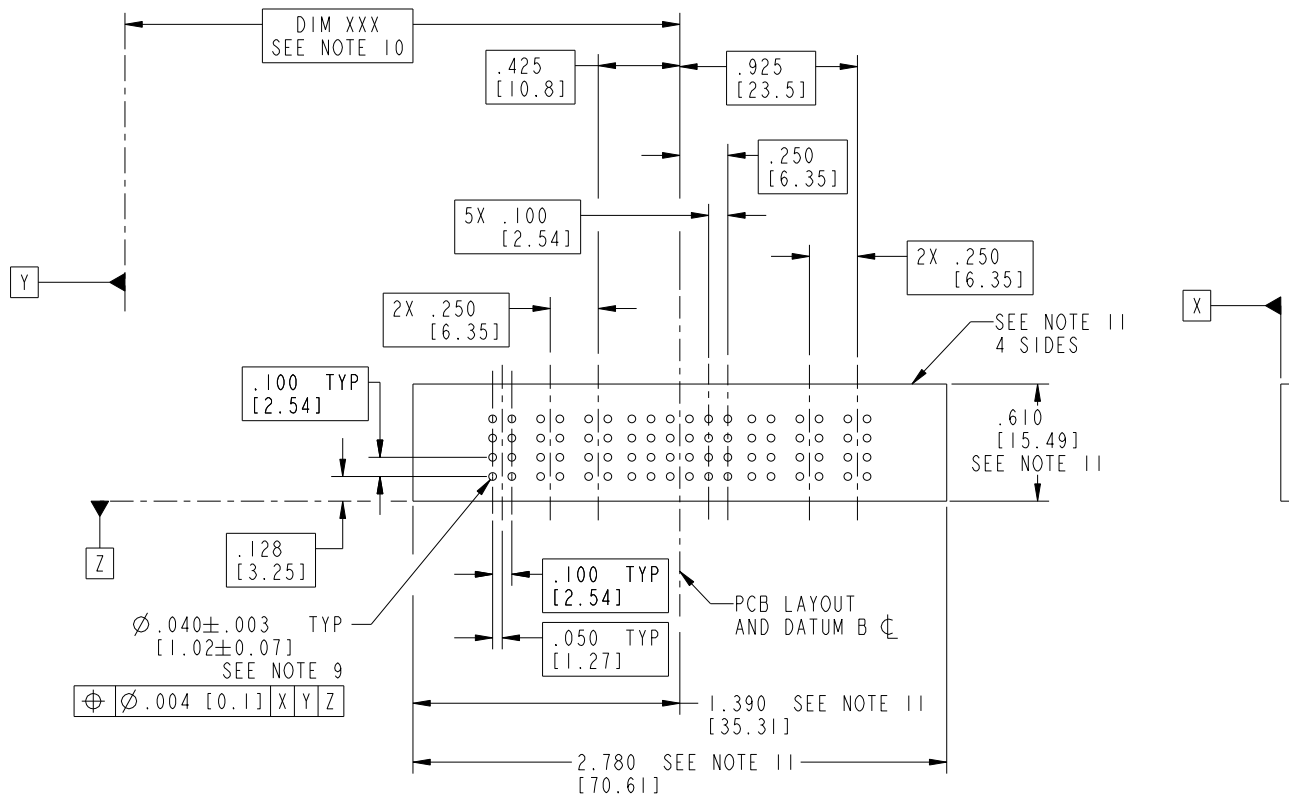 DIM XXX
SEE NOTE 10
.425
[10.8]
.925
[23.5]
.250
[6.35]
5X .100
[2.54]
2X .250
[6.35]
Y
X
2X .250
[6.35]
SEE NOTE 11
4 SIDES
.100 TYP
[2.54]
.610
[15.49]
SEE NOTE 11
Z
.128
[3.25]
.100 TYP
[2.54]
PCB LAYOUT
AND DATUM B ℄
Ø.040±.003 TYP
[1.02±0.07]
SEE NOTE 9
.050 TYP
[1.27]
⌖ Ø.004 [0.1] X Y Z
1.390 SEE NOTE 11
[35.31]
2.780 SEE NOTE 11
[70.61]